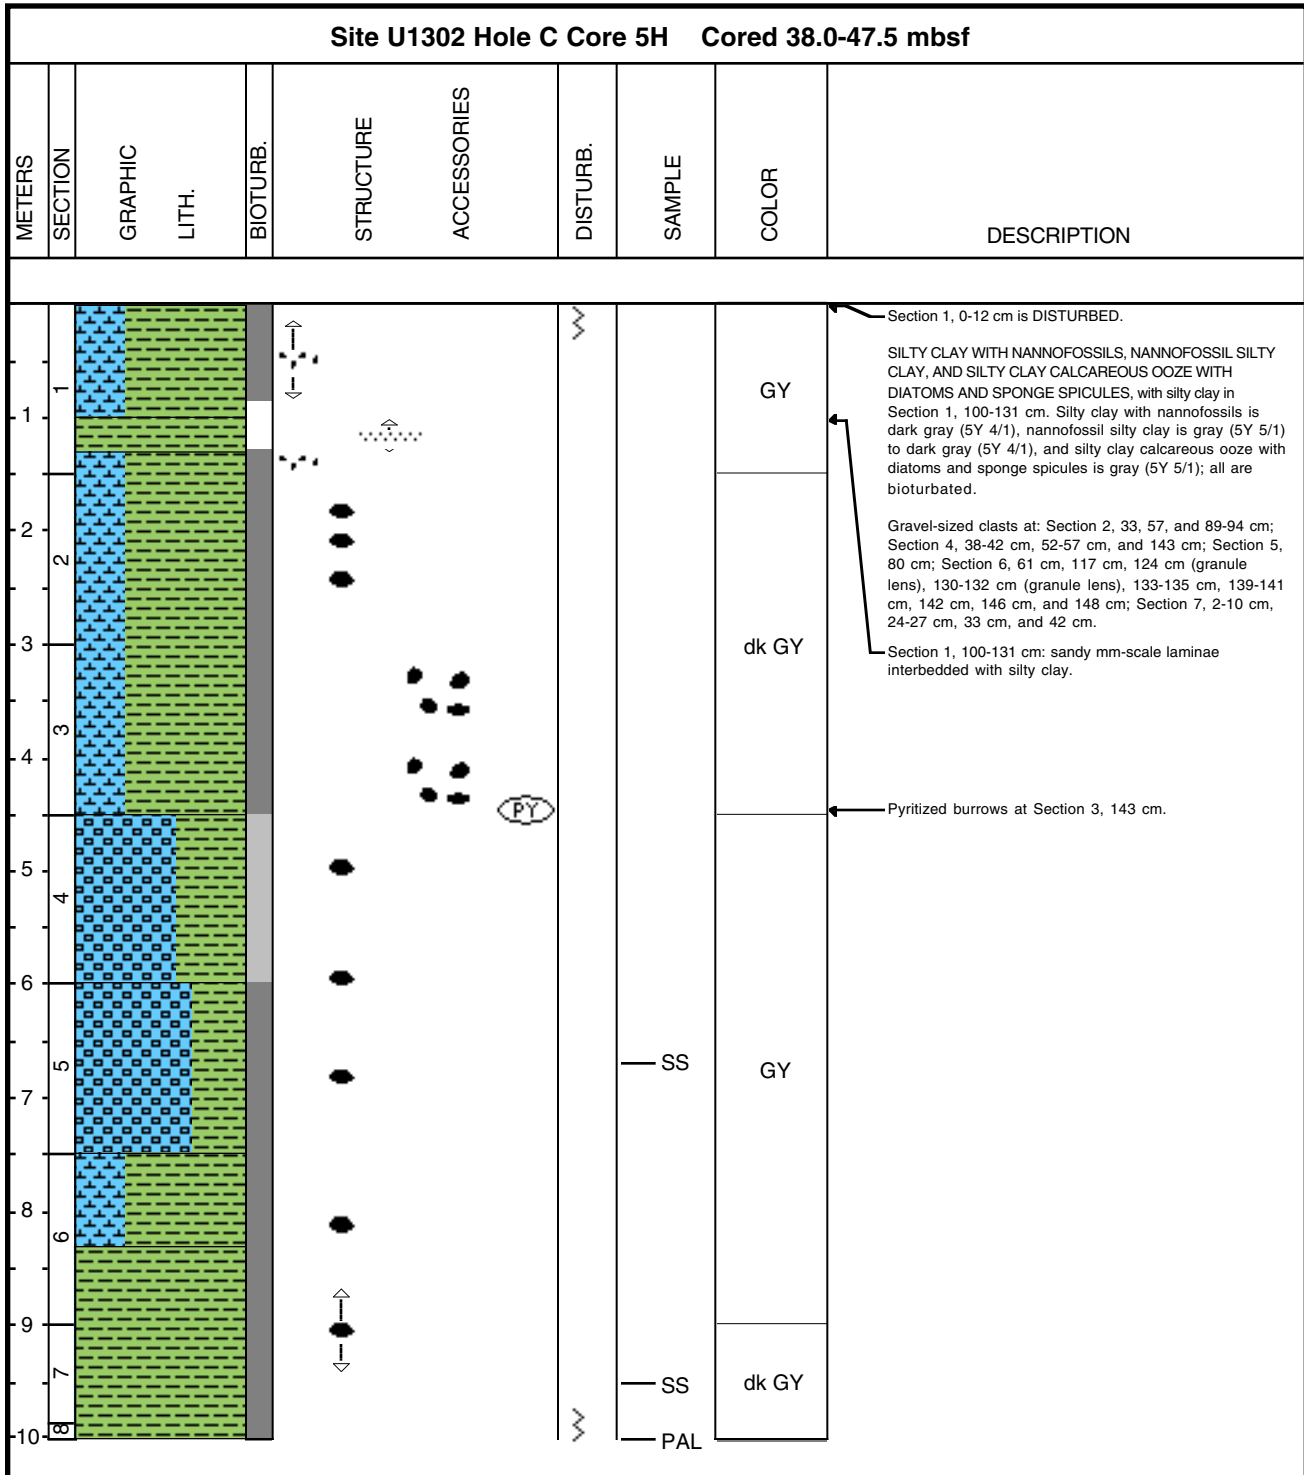 Site U1302 Hole C Core 5H Cored 38.0-47.5 mbsf
METERS
SECTION
GRAPHIC
LITH.
BIOTURB.
STRUCTURE
ACCESSORIES
DISTURB.
SAMPLE
COLOR
DESCRIPTION
1
2
3
4
5
6
7
8
9
10
1
2
3
4
5
6
7
8
PY
SS
SS
PAL
GY
dk GY
GY
dk GY
Section 1, 0-12 cm is DISTURBED.
SILTY CLAY WITH NANNOFOSSILS, NANNOFOSSIL SILTY
CLAY, AND SILTY CLAY CALCAREOUS OOZE WITH
DIATOMS AND SPONGE SPICULES, with silty clay in
Section 1, 100-131 cm. Silty clay with nannofossils is
dark gray (5Y 4/1), nannofossil silty clay is gray (5Y 5/1)
to dark gray (5Y 4/1), and silty clay calcareous ooze with
diatoms and sponge spicules is gray (5Y 5/1); all are
bioturbated.
Gravel-sized clasts at: Section 2, 33, 57, and 89-94 cm;
Section 4, 38-42 cm, 52-57 cm, and 143 cm; Section 5,
80 cm; Section 6, 61 cm, 117 cm, 124 cm (granule
lens), 130-132 cm (granule lens), 133-135 cm, 139-141
cm, 142 cm, 146 cm, and 148 cm; Section 7, 2-10 cm,
24-27 cm, 33 cm, and 42 cm.
Section 1, 100-131 cm: sandy mm-scale laminae
interbedded with silty clay.
Pyritized burrows at Section 3, 143 cm.